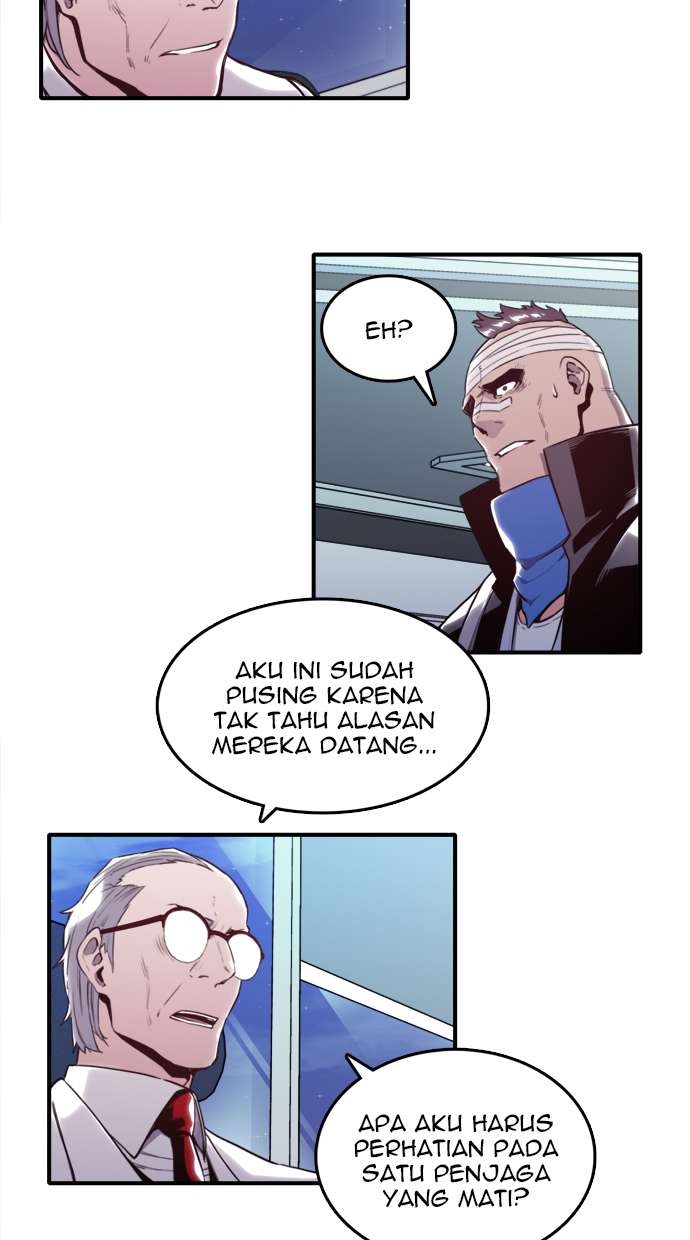 EH?
AKU INI SUDAH
PUSING KARENA
TAK TAHU ALASAN
MEREKA DATANG...
APA AKU HARUS
PERHATIAN PADA
SATU PENJAGA
YANG MATI?